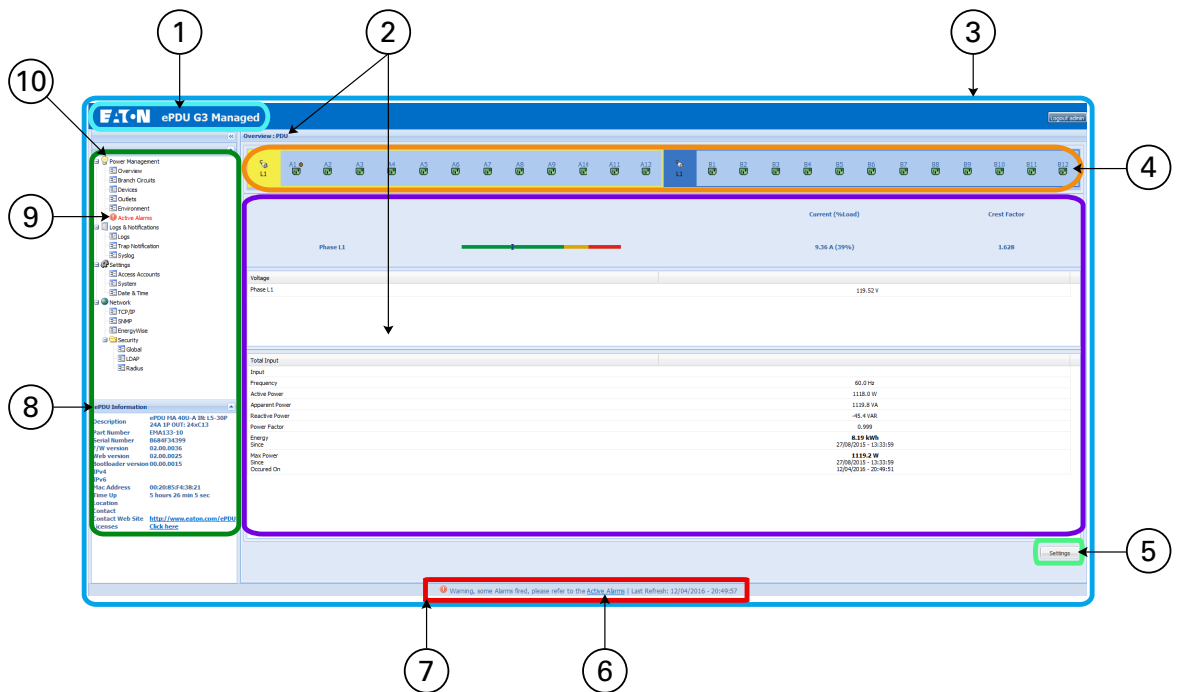 1
2
3
10
EATON ePDU G3 Managed
Logout admin
Overview : PDU
Power Management
Overview
Branch Circuits
Devices
Outlets
Environment
Active Alarms
Logs & Notifications
Logs
Trap Notification
Syslog
Settings
Access Accounts
System
Date & Time
Network
TCP/IP
SNMP
EnergyWise
Security
Global
LDAP
Radius
9
L1 A1 A2 A3 A4 A5 A6 A7 A8 A9 A10 A11 A12 L1 B1 B2 B3 B4 B5 B6 B7 B8 B9 B10 B11 B12
4
Current (%Load) Crest Factor
Phase L1 9.36 A (39%) 1.628
Voltage
Phase L1 119.52 V
Total Input
Input
Frequency 60.0 Hz
Active Power 1118.0 W
Apparent Power 1119.8 VA
Reactive Power -45.4 VAR
Power Factor 0.999
Energy 8.19 kWh
Since 27/08/2015 - 13:33:59
Max Power 1119.2 W
Since 27/08/2015 - 13:33:59
Occured On 12/04/2016 - 20:49:51
8
ePDU Information
Description ePDU MA 40U-A IN: L5-30P
24A 1P OUT: 24xC13
Part Number EMA133-10
Serial Number B684F34399
F/W version 02.00.0036
Web version 02.00.0025
Bootloader version 00.00.0015
IPv4
IPv6
Mac Address 00:20:85:F4:38:21
Time Up 5 hours 26 min 5 sec
Location
Contact
Contact Web Site http://www.eaton.com/ePDU
Licenses Click here
Settings
5
Warning, some Alarms fired, please refer to the Active Alarms | Last Refresh: 12/04/2016 - 20:49:57
7
6